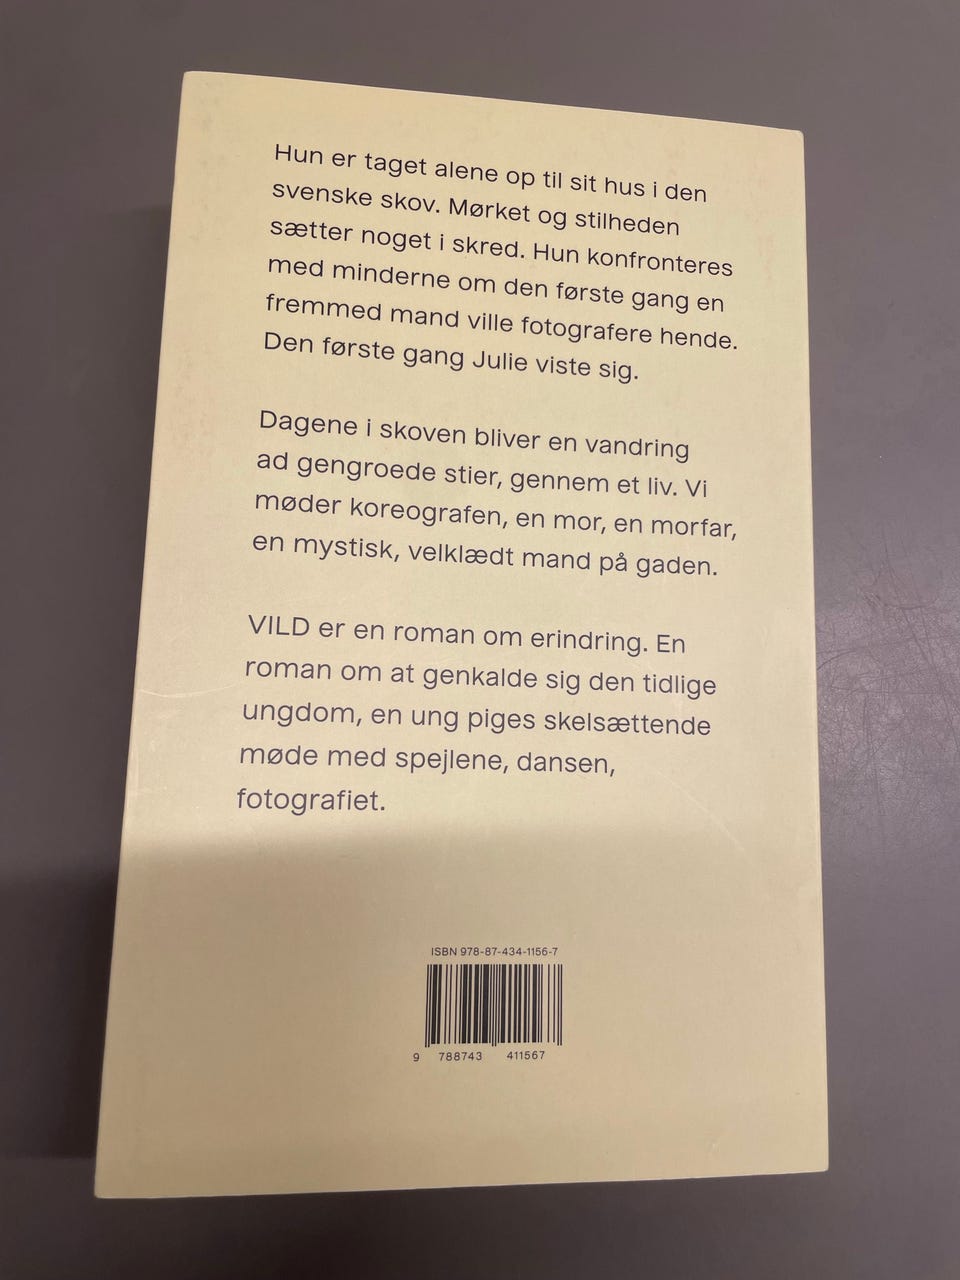 Hun er taget alene op til sit hus i den
svenske skov. Mørket og stilheden
sætter noget i skred. Hun konfronteres
med minderne om den første gang en
fremmed mand ville fotografere hende.
Den første gang Julie viste sig.
Dagene i skoven bliver en vandring
ad gengroede stier, gennem et liv. Vi
møder koreografen, en mor, en morfar,
en mystisk, velklædt mand på gaden.
VILD er en roman om erindring. En
roman om at genkalde sig den tidlige
ungdom, en ung piges skelsættende
møde med spejlene, dansen,
fotografiet.
ISBN 978-87-434-1156-7
9 788743 411567